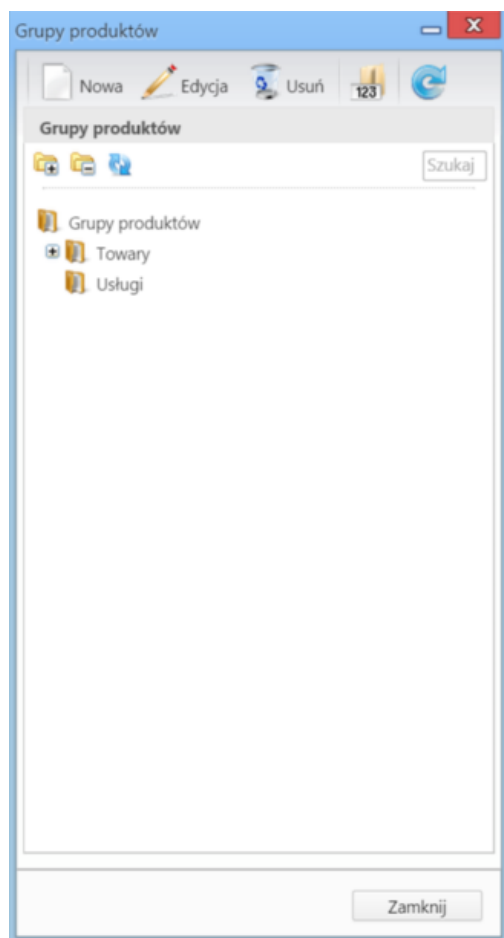 Grupy produktów
Nowa Edycja Usuń 123
Grupy produktów
Szukaj
Grupy produktów
Towary
Usługi
Zamknij